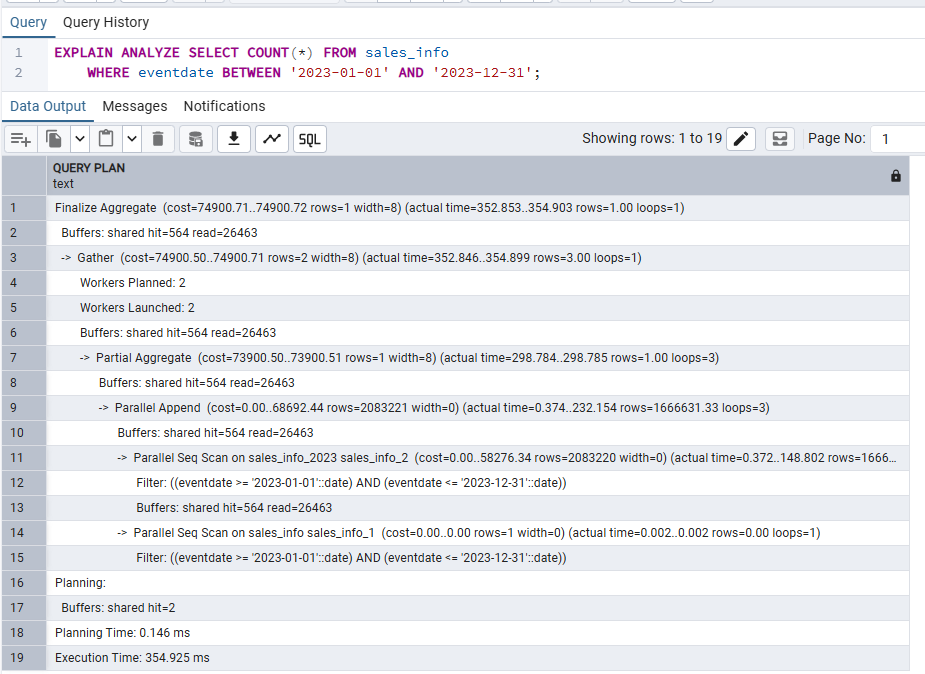 Query Query History
1 EXPLAIN ANALYZE SELECT COUNT(*) FROM sales_info
2 WHERE eventdate BETWEEN '2023-01-01' AND '2023-12-31';
Data Output Messages Notifications
SQL Showing rows: 1 to 19 Page No: 1
QUERY PLAN
text
1 Finalize Aggregate (cost=74900.71..74900.72 rows=1 width=8) (actual time=352.853..354.903 rows=1.00 loops=1)
2 Buffers: shared hit=564 read=26463
3 -> Gather (cost=74900.50..74900.71 rows=2 width=8) (actual time=352.846..354.899 rows=3.00 loops=1)
4 Workers Planned: 2
5 Workers Launched: 2
6 Buffers: shared hit=564 read=26463
7 -> Partial Aggregate (cost=73900.50..73900.51 rows=1 width=8) (actual time=298.784..298.785 rows=1.00 loops=3)
8 Buffers: shared hit=564 read=26463
9 -> Parallel Append (cost=0.00..68692.44 rows=2083221 width=0) (actual time=0.374..232.154 rows=1666631.33 loops=3)
10 Buffers: shared hit=564 read=26463
11 -> Parallel Seq Scan on sales_info_2023 sales_info_2 (cost=0.00..58276.34 rows=2083220 width=0) (actual time=0.372..148.802 rows=1666...
12 Filter: ((eventdate >= '2023-01-01'::date) AND (eventdate <= '2023-12-31'::date))
13 Buffers: shared hit=564 read=26463
14 -> Parallel Seq Scan on sales_info sales_info_1 (cost=0.00..0.00 rows=1 width=0) (actual time=0.002..0.002 rows=0.00 loops=1)
15 Filter: ((eventdate >= '2023-01-01'::date) AND (eventdate <= '2023-12-31'::date))
16 Planning:
17 Buffers: shared hit=2
18 Planning Time: 0.146 ms
19 Execution Time: 354.925 ms